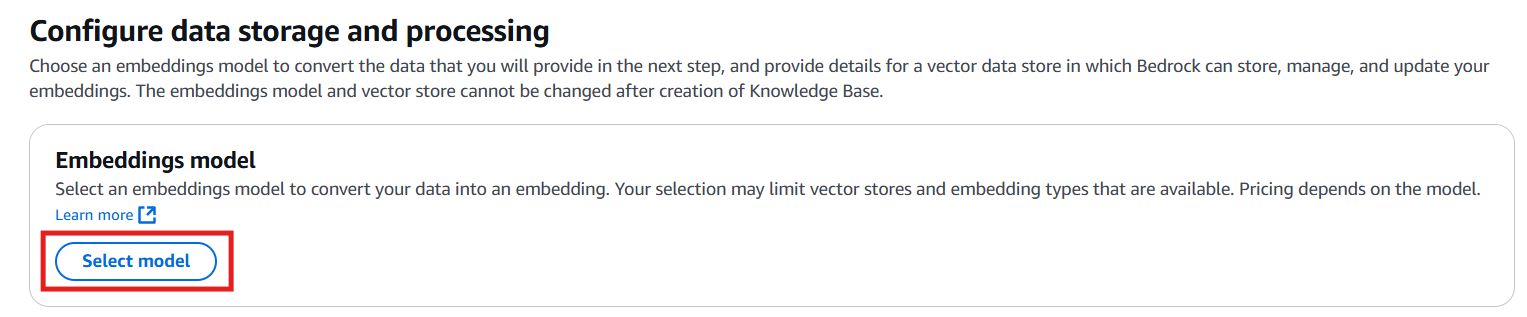 Configure data storage and processing
Choose an embeddings model to convert the data that you will provide in the next step, and provide details for a vector data store in which Bedrock can store, manage, and update your
embeddings. The embeddings model and vector store cannot be changed after creation of Knowledge Base.
Embeddings model
Select an embeddings model to convert your data into an embedding. Your selection may limit vector stores and embedding types that are available. Pricing depends on the model.
Learn more
Select model